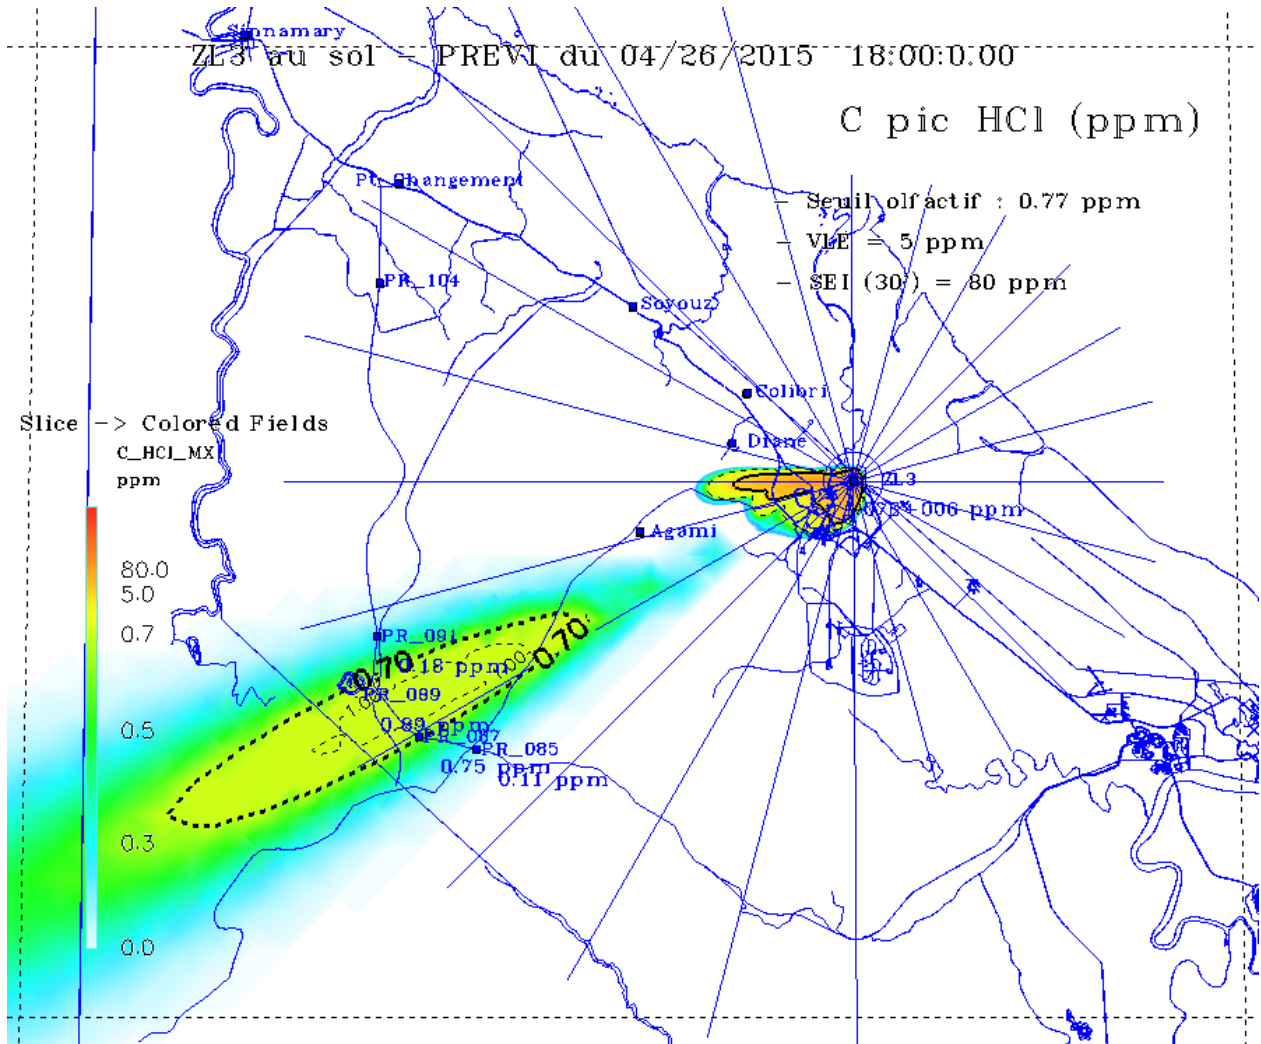 Sinnamary
ZL3 au sol - PREVI du 04/26/2015 18:00:0.00
C pic HCl (ppm)
Pt. Changement
- Seuil olfactif : 0.77 ppm
- VLE = 5 ppm
- SEI (30') = 80 ppm
PR_104
Soyouz
Colibri
Slice -> Colored Fields
C_HCl_MX
ppm
Diane
ZL3
+006 ppm
Agami
80.0
5.0
0.7
0.5
0.3
0.0
PR_091
0.70
0.70
0.18 ppm
PR_089
0.89 ppm
PR_087
PR_085
0.75 ppm
0.11 ppm